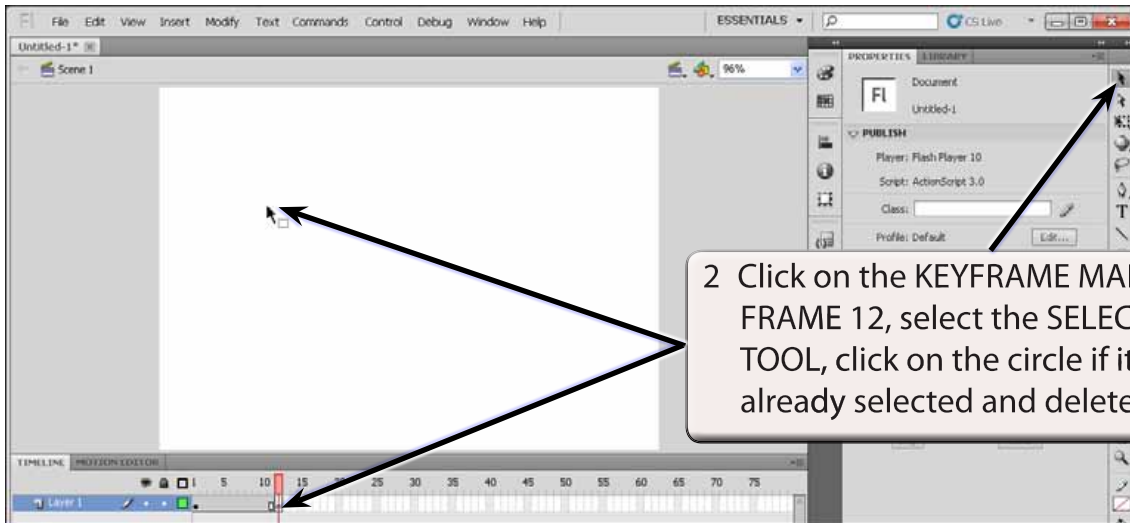 Fl File Edit View Insert Modify Text Commands Control Debug Window Help ESSENTIALS CS Live
Untitled-1*
Scene 1 96%
PROPERTIES LIBRARY
Fl Document
Untitled-1
PUBLISH
Player: Flash Player 10
Script: ActionScript 3.0
Class:
Profile: Default Edit...
2 Click on the KEYFRAME MA
FRAME 12, select the SELEC
TOOL, click on the circle if it
already selected and delete
TIMELINE MOTION EDITOR
1 5 10 15 20 25 30 35 40 45 50 55 60 65 70 75
Layer 1